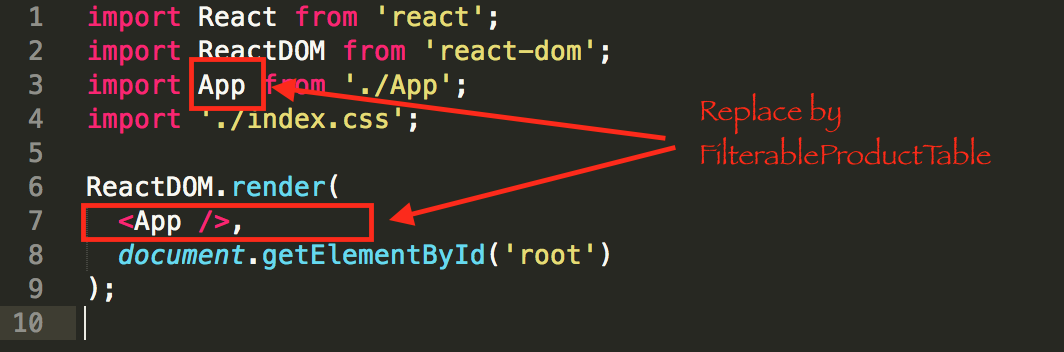 1 import React from 'react';
2 import ReactDOM from 'react-dom';
3 import App from './App';
4 import './index.css';
5
6 ReactDOM.render(
7 <App />,
8 document.getElementById('root')
9 );
10
Replace by
FilterableProductTable